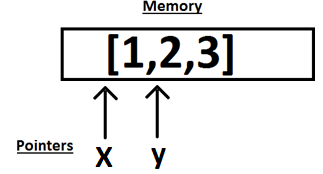 Memory
[1,2,3]
Pointers
X
y